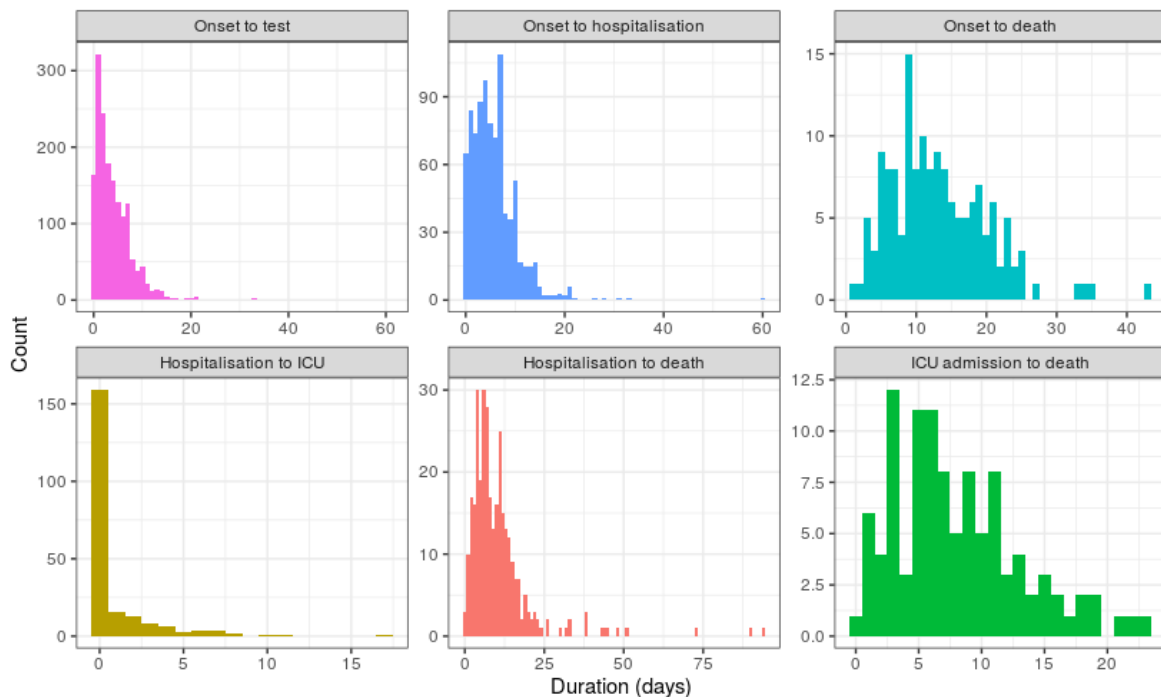 Onset to test
Onset to hospitalisation
Onset to death
300
200
100
0
0 20 40 60
90
60
30
0
0 20 40 60
15
10
5
0
0 10 20 30 40
Count
Hospitalisation to ICU
Hospitalisation to death
ICU admission to death
150
100
50
0
0 5 10 15
30
20
10
0
0 25 50 75
12.5
10.0
7.5
5.0
2.5
0.0
0 5 10 15 20
Duration (days)